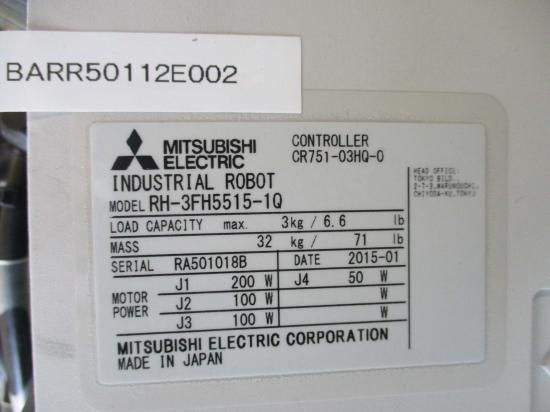 BARR50112E002
MITSUBISHI ELECTRIC
CONTROLLER
CR751-03HQ-0
HEAD OFFICE:
TOKYO BLD.,
2-7-3, MARUNOUCHI,
CHIYODA-KU, TOKYO
INDUSTRIAL ROBOT
MODEL RH-3FH5515-1Q
LOAD CAPACITY max. 3kg / 6.6 lb
MASS 32 kg / 71 lb
SERIAL RA501018B DATE 2015-01
MOTOR POWER
J1 200 W J4 50 W
J2 100 W W
J3 100 W W
MITSUBISHI ELECTRIC CORPORATION
MADE IN JAPAN